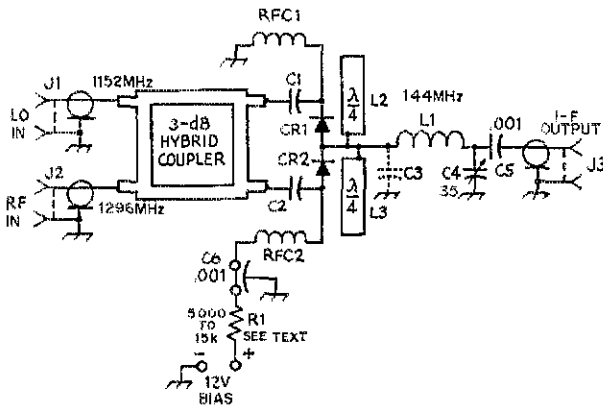 RFC1
J1
1152MHz
LO
IN
C1
CR1
3-dB
HYBRID
COUPLER
λ/4
L2
144MHz
L1
.001
I-F
OUTPUT
J2
RF
IN
1296MHz
C2
CR2
λ/4
L3
C3
C4
35
C5
J3
RFC2
C6
.001
5000
TO
15k
R1
SEE TEXT
-
+
12V
BIAS